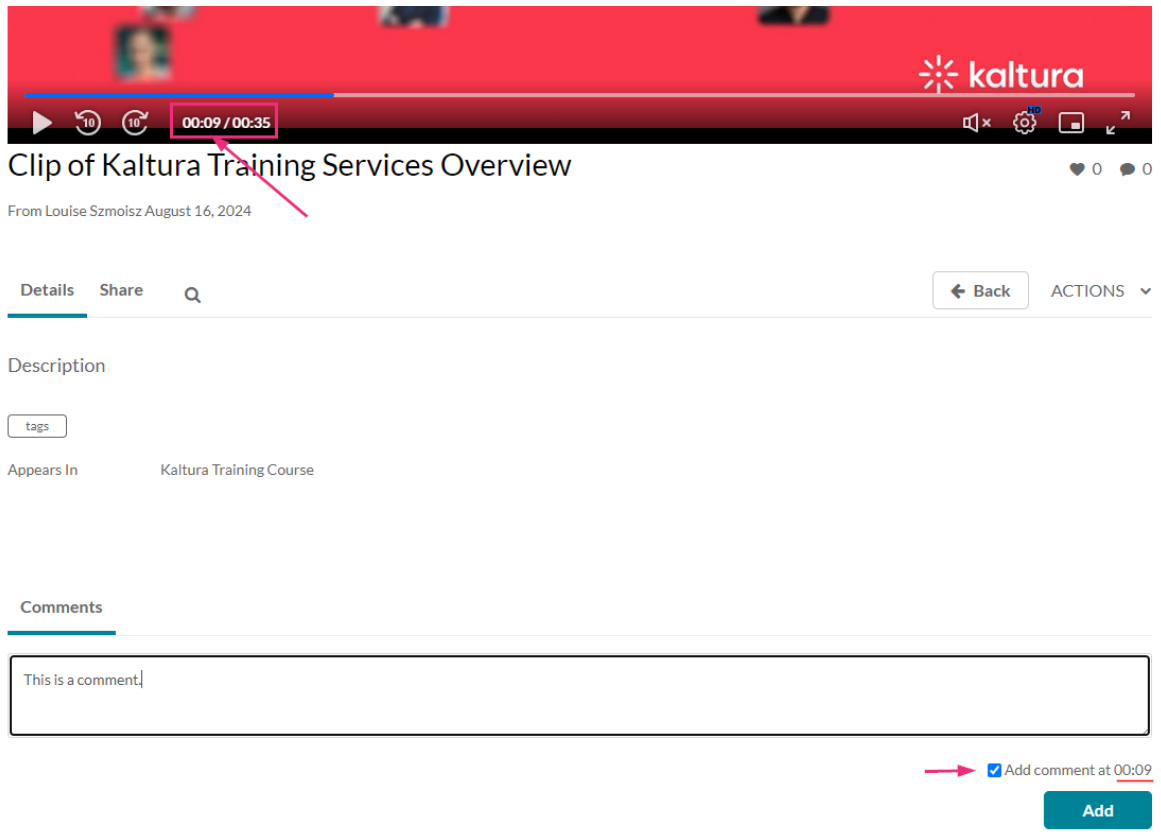 kaltura
10 10 00:09 / 00:35 HD
Clip of Kaltura Training Services Overview
0 0
From Louise Szmoisz August 16, 2024
Details Share Back ACTIONS
Description
tags
Appears In Kaltura Training Course
Comments
This is a comment.
Add comment at 00:09
Add